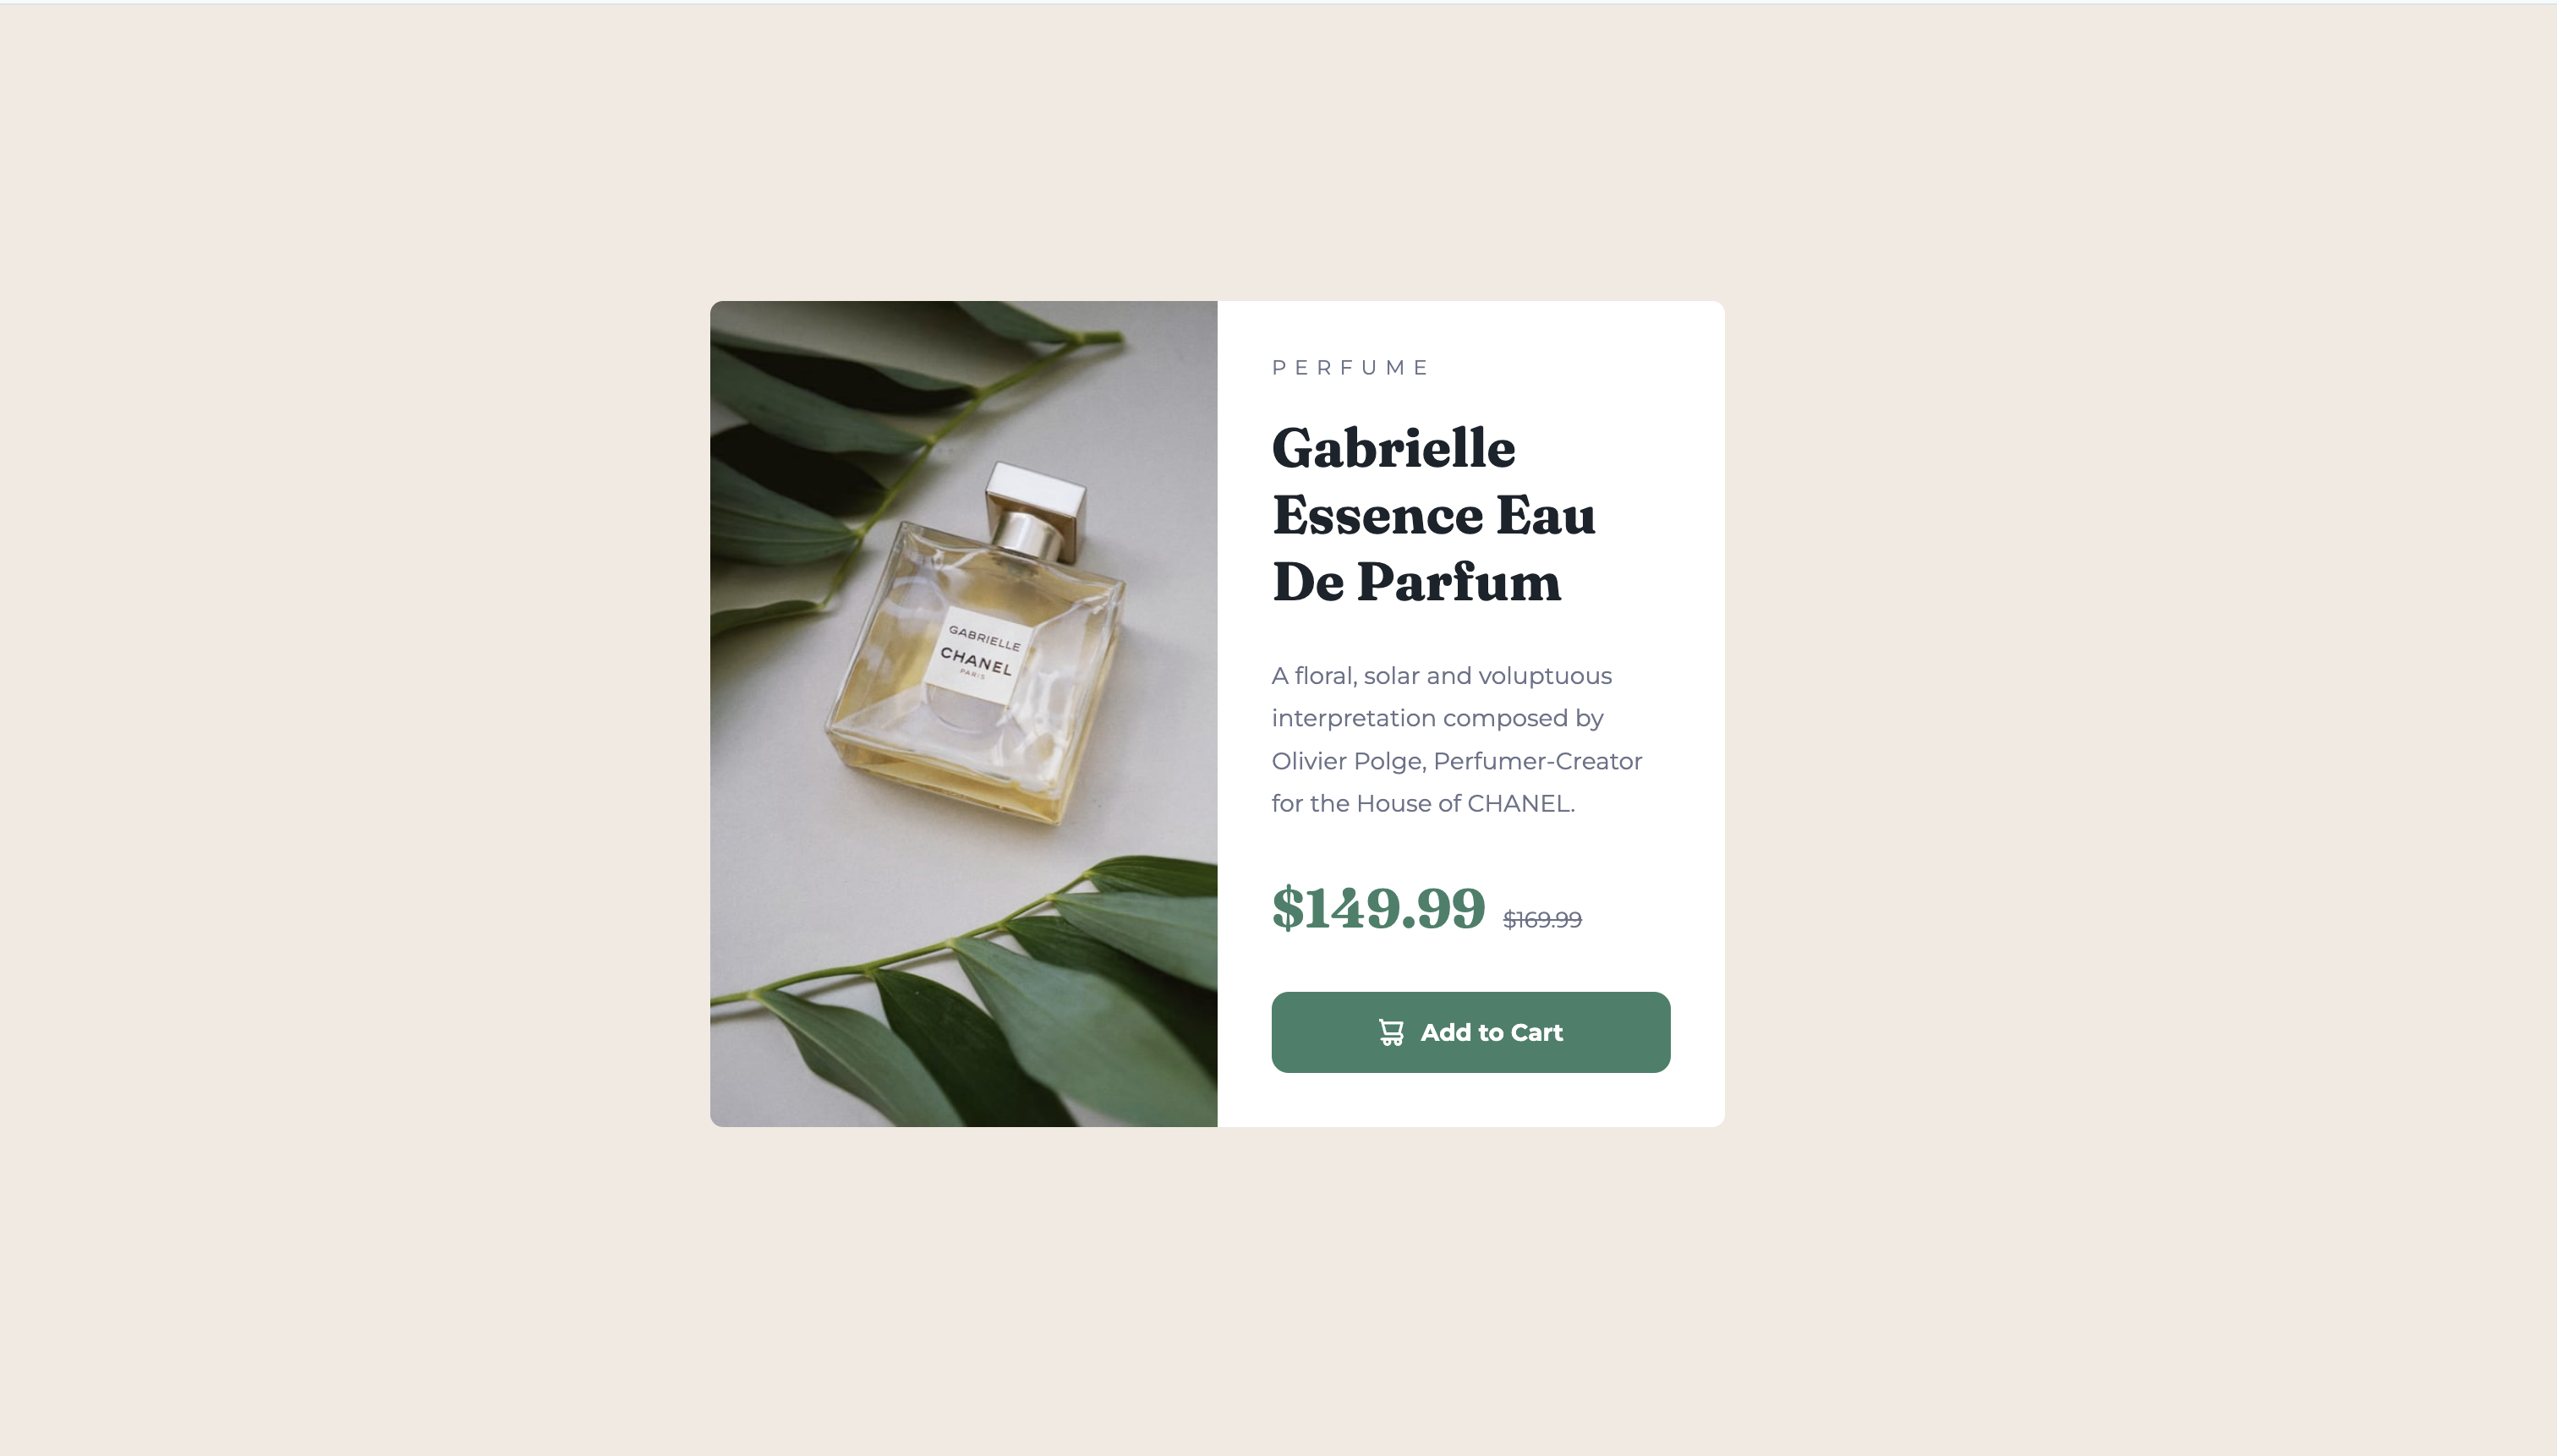 GABRIELLE
CHANEL
PARIS
PERFUME
Gabrielle
Essence Eau
De Parfum
A floral, solar and voluptuous
interpretation composed by
Olivier Polge, Perfumer-Creator
for the House of CHANEL.
$149.99 $169.99
Add to Cart